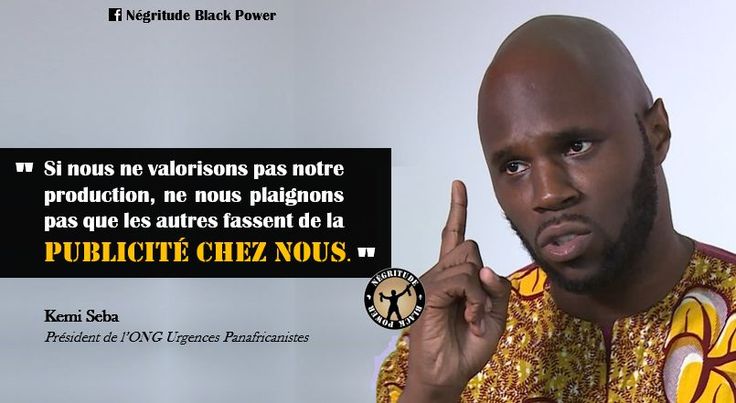 Négritude Black Power
" Si nous ne valorisons pas notre
production, ne nous plaignons
pas que les autres fassent de la
PUBLICITÉ CHEZ NOUS. "
NÉGRITUDE
BLACK POWER
Kemi Seba
Président de l'ONG Urgences Panafricanistes